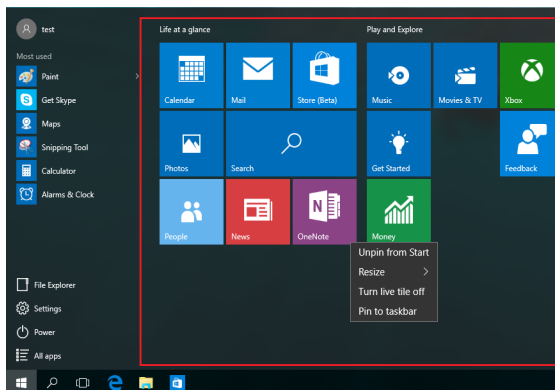 test
Most used
Paint
Get Skype
Maps
Snipping Tool
Calculator
Alarms & Clock
File Explorer
Settings
Power
All apps
Life at a glance
Calendar
Mail
Store (Beta)
Photos
Search
People
News
OneNote
Play and Explore
Music
Movies & TV
Xbox
Get Started
Feedback
Money
Unpin from Start
Resize
Turn live tile off
Pin to taskbar